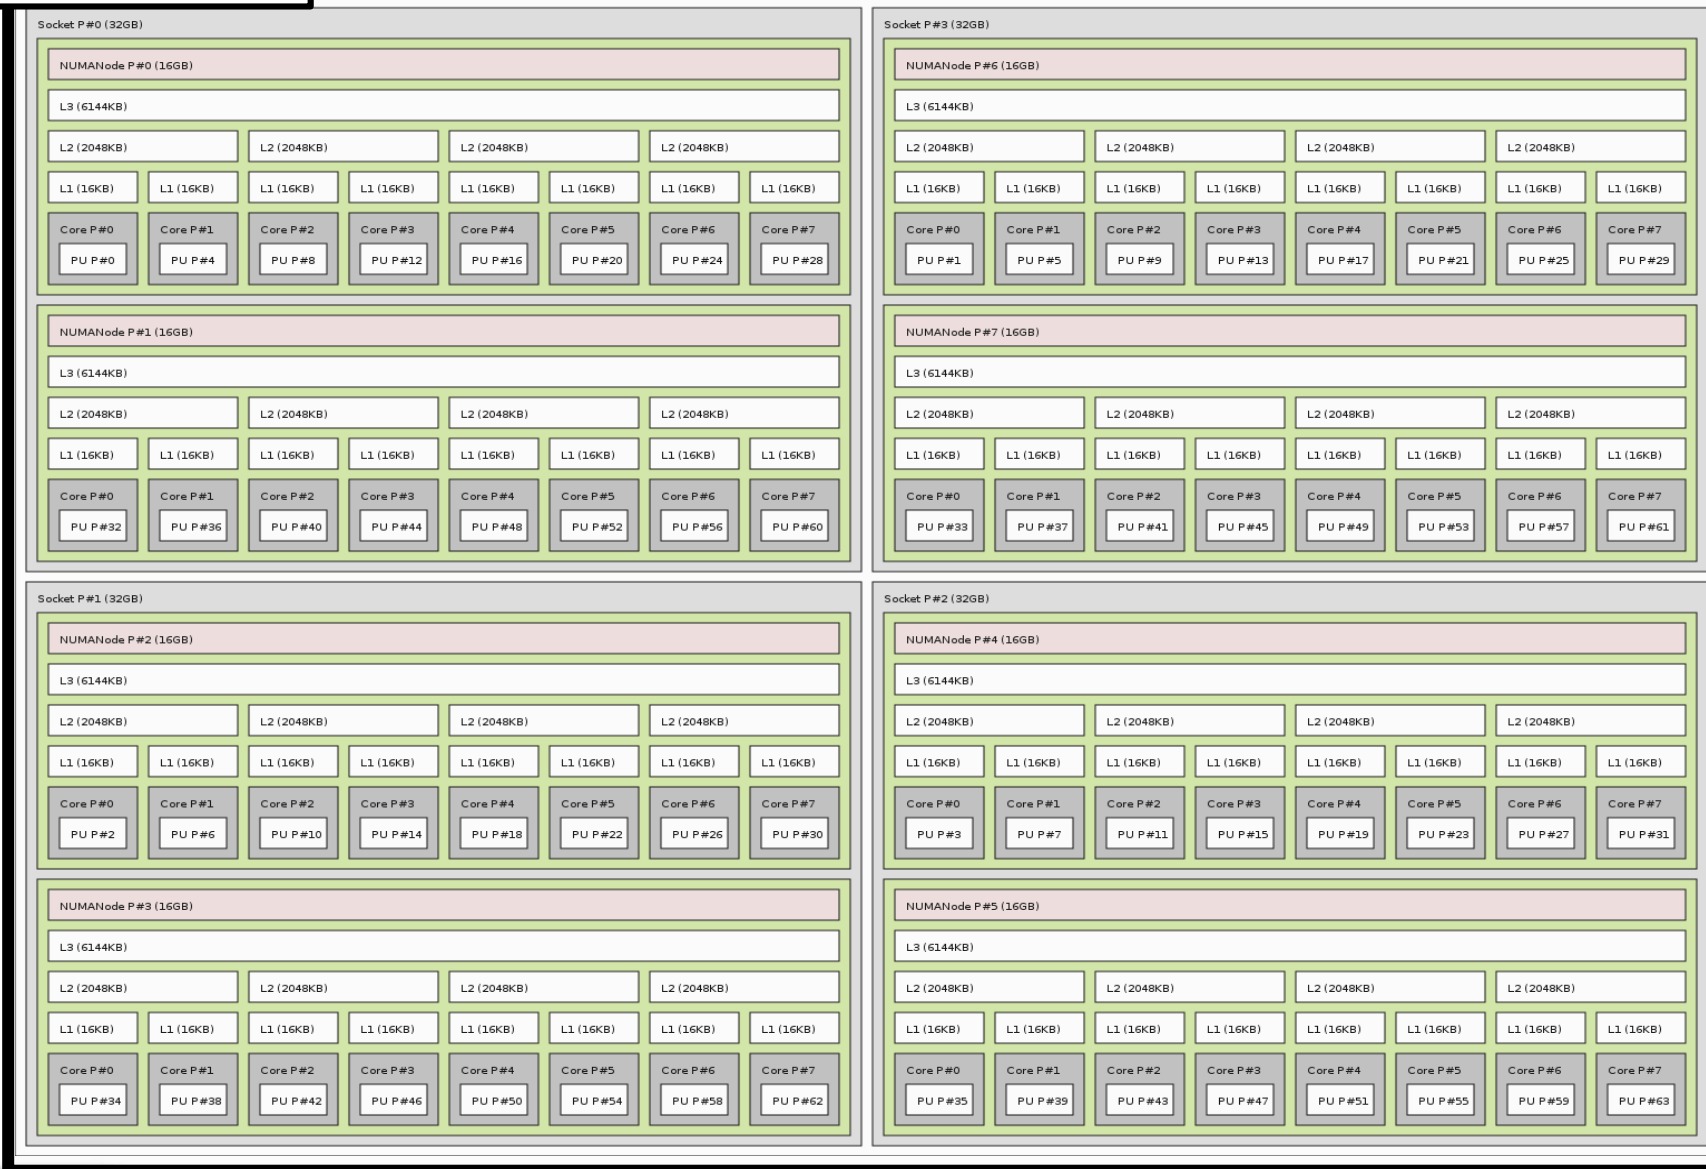 Socket P#0 (32GB)
NUMANode P#0 (16GB)
L3 (6144KB)
L2 (2048KB) L2 (2048KB) L2 (2048KB) L2 (2048KB)
L1 (16KB) L1 (16KB) L1 (16KB) L1 (16KB) L1 (16KB) L1 (16KB) L1 (16KB) L1 (16KB)
Core P#0 Core P#1 Core P#2 Core P#3 Core P#4 Core P#5 Core P#6 Core P#7
PU P#0 PU P#4 PU P#8 PU P#12 PU P#16 PU P#20 PU P#24 PU P#28
NUMANode P#1 (16GB)
L3 (6144KB)
L2 (2048KB) L2 (2048KB) L2 (2048KB) L2 (2048KB)
L1 (16KB) L1 (16KB) L1 (16KB) L1 (16KB) L1 (16KB) L1 (16KB) L1 (16KB) L1 (16KB)
Core P#0 Core P#1 Core P#2 Core P#3 Core P#4 Core P#5 Core P#6 Core P#7
PU P#32 PU P#36 PU P#40 PU P#44 PU P#48 PU P#52 PU P#56 PU P#60
Socket P#3 (32GB)
NUMANode P#6 (16GB)
L3 (6144KB)
L2 (2048KB) L2 (2048KB) L2 (2048KB) L2 (2048KB)
L1 (16KB) L1 (16KB) L1 (16KB) L1 (16KB) L1 (16KB) L1 (16KB) L1 (16KB) L1 (16KB)
Core P#0 Core P#1 Core P#2 Core P#3 Core P#4 Core P#5 Core P#6 Core P#7
PU P#1 PU P#5 PU P#9 PU P#13 PU P#17 PU P#21 PU P#25 PU P#29
NUMANode P#7 (16GB)
L3 (6144KB)
L2 (2048KB) L2 (2048KB) L2 (2048KB) L2 (2048KB)
L1 (16KB) L1 (16KB) L1 (16KB) L1 (16KB) L1 (16KB) L1 (16KB) L1 (16KB) L1 (16KB)
Core P#0 Core P#1 Core P#2 Core P#3 Core P#4 Core P#5 Core P#6 Core P#7
PU P#33 PU P#37 PU P#41 PU P#45 PU P#49 PU P#53 PU P#57 PU P#61
Socket P#1 (32GB)
NUMANode P#2 (16GB)
L3 (6144KB)
L2 (2048KB) L2 (2048KB) L2 (2048KB) L2 (2048KB)
L1 (16KB) L1 (16KB) L1 (16KB) L1 (16KB) L1 (16KB) L1 (16KB) L1 (16KB) L1 (16KB)
Core P#0 Core P#1 Core P#2 Core P#3 Core P#4 Core P#5 Core P#6 Core P#7
PU P#2 PU P#6 PU P#10 PU P#14 PU P#18 PU P#22 PU P#26 PU P#30
NUMANode P#3 (16GB)
L3 (6144KB)
L2 (2048KB) L2 (2048KB) L2 (2048KB) L2 (2048KB)
L1 (16KB) L1 (16KB) L1 (16KB) L1 (16KB) L1 (16KB) L1 (16KB) L1 (16KB) L1 (16KB)
Core P#0 Core P#1 Core P#2 Core P#3 Core P#4 Core P#5 Core P#6 Core P#7
PU P#34 PU P#38 PU P#42 PU P#46 PU P#50 PU P#54 PU P#58 PU P#62
Socket P#2 (32GB)
NUMANode P#4 (16GB)
L3 (6144KB)
L2 (2048KB) L2 (2048KB) L2 (2048KB) L2 (2048KB)
L1 (16KB) L1 (16KB) L1 (16KB) L1 (16KB) L1 (16KB) L1 (16KB) L1 (16KB) L1 (16KB)
Core P#0 Core P#1 Core P#2 Core P#3 Core P#4 Core P#5 Core P#6 Core P#7
PU P#3 PU P#7 PU P#11 PU P#15 PU P#19 PU P#23 PU P#27 PU P#31
NUMANode P#5 (16GB)
L3 (6144KB)
L2 (2048KB) L2 (2048KB) L2 (2048KB) L2 (2048KB)
L1 (16KB) L1 (16KB) L1 (16KB) L1 (16KB) L1 (16KB) L1 (16KB) L1 (16KB) L1 (16KB)
Core P#0 Core P#1 Core P#2 Core P#3 Core P#4 Core P#5 Core P#6 Core P#7
PU P#35 PU P#39 PU P#43 PU P#47 PU P#51 PU P#55 PU P#59 PU P#63